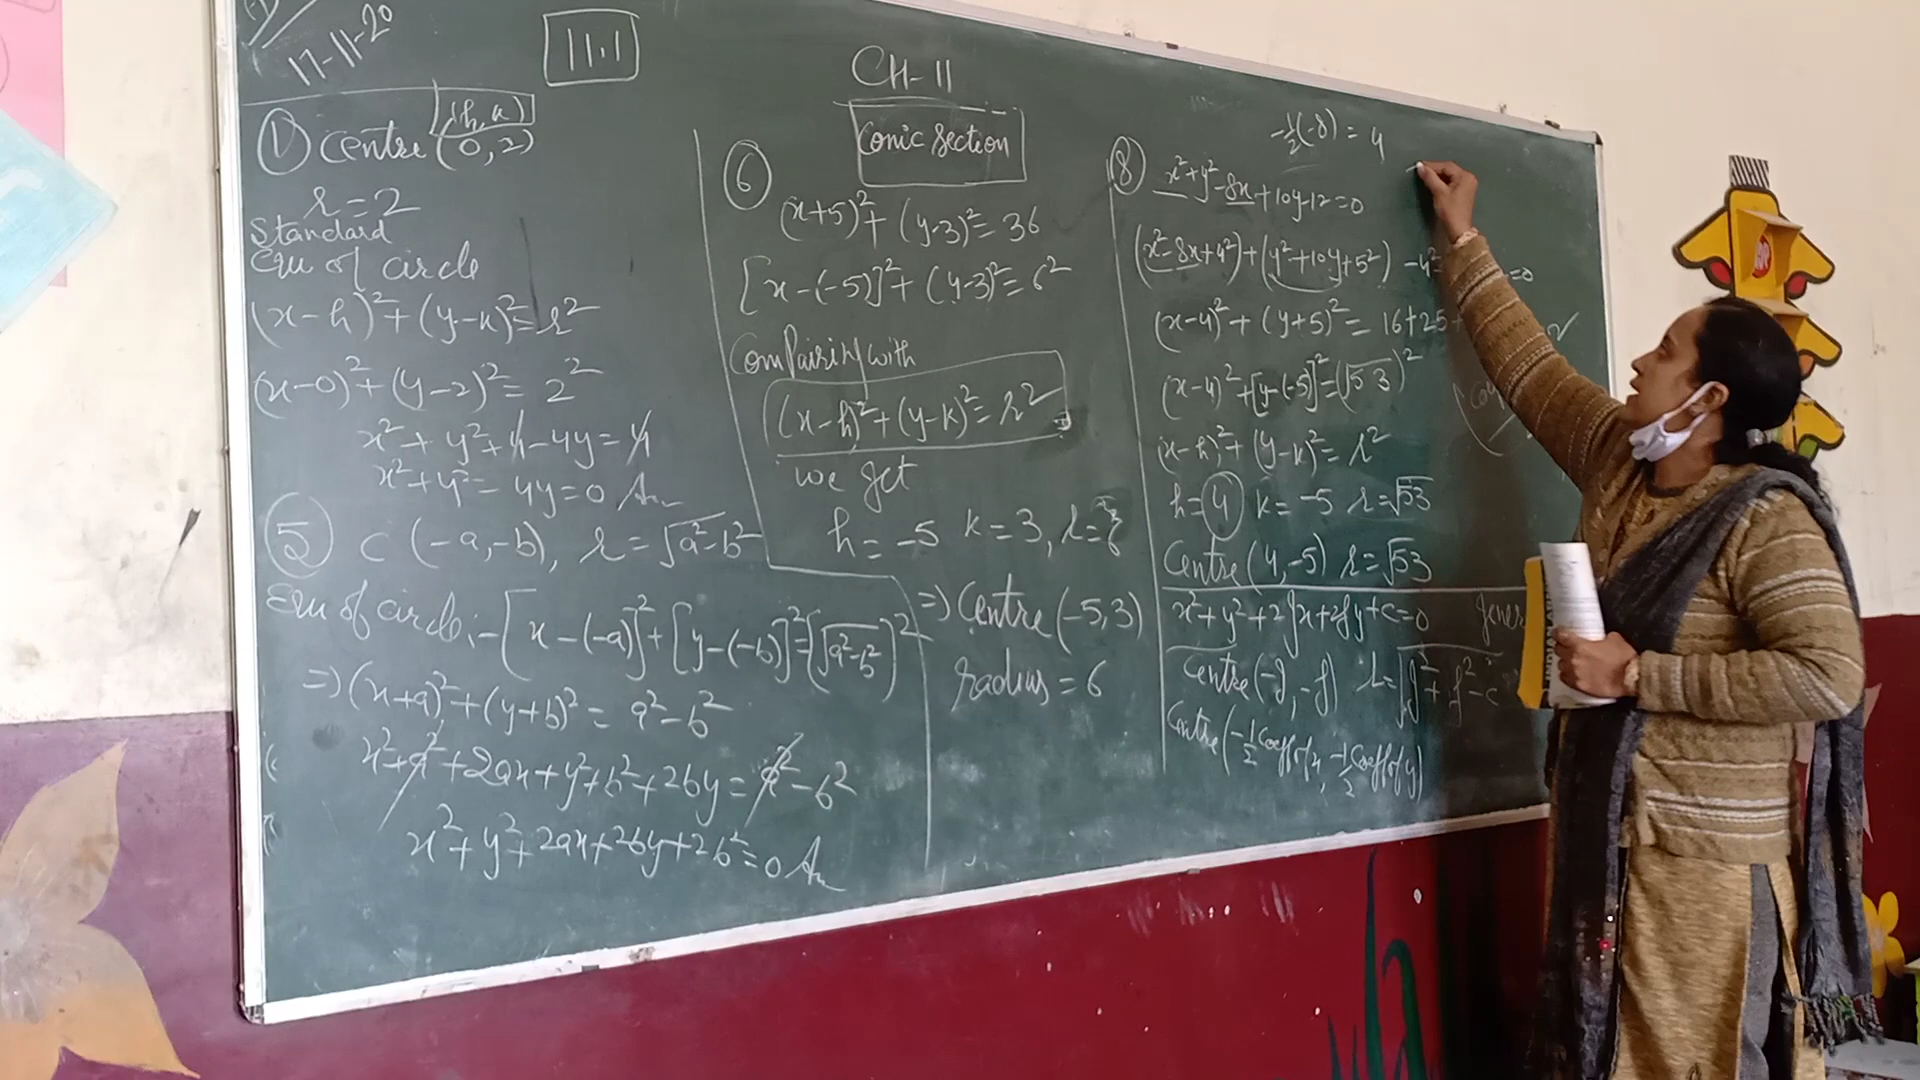 17-11-20
11.1
CH-11
Conic Section
① Centre (h, k)
(0, 2)
r = 2
Standard
Eqn of circle
(x-h)² + (y-k)² = r²
(x-0)² + (y-2)² = 2²
x² + y² + 4 - 4y = 4
x² + y² - 4y = 0 Ans
⑤ C (-a, -b), r = √a²-b²
Eqn of circle :- [x-(-a)]² + [y-(-b)]² = (√a²-b²)²
⇒ (x+a)² + (y+b)² = a²-b²
x²+a²+2ax+y²+b²+2by = a²-b²
x²+y²+2ax+2by+2b²=0 Ans
⑥
(x+5)² + (y-3)² = 36
[x-(-5)]² + (y-3)² = 6²
Compairing with
(x-h)² + (y-k)² = r²
we get
h = -5 k = 3, r =
⇒ Centre (-5, 3)
radius = 6
-1/2(-8) = 4
⑧ x²+y²-8x+10y-12=0
(x²-8x+4²)+(y²+10y+5²) -4² =0
(x-4)² + (y+5)² = 16+25+
(x-4)² + [y-(-5)]² = (√53)²
(x-h)² + (y-k)² = r²
h=4 k=-5 r=√53
Centre (4,-5) r=√53
x²+y²+2gx+2fy+c=0 gener
Centre (-g, -f) r=√g²+f²-c
Centre (-1/2 Coeff of x, -1/2 Coeff of y)